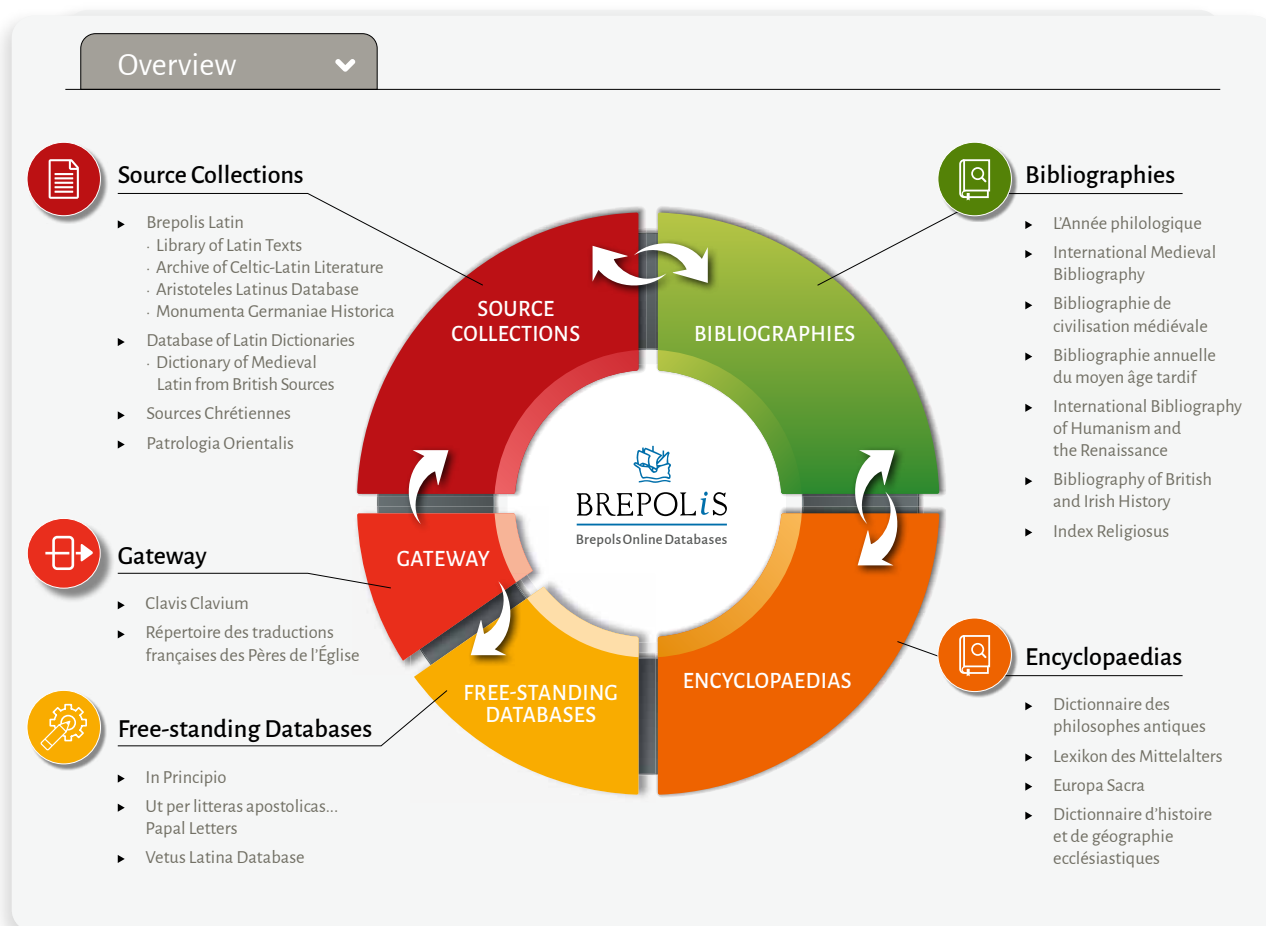 Overview
Source Collections
▸ Brepolis Latin
· Library of Latin Texts
· Archive of Celtic-Latin Literature
· Aristoteles Latinus Database
· Monumenta Germaniae Historica
▸ Database of Latin Dictionaries
· Dictionary of Medieval
Latin from British Sources
▸ Sources Chrétiennes
▸ Patrologia Orientalis
Gateway
▸ Clavis Clavium
▸ Répertoire des traductions
françaises des Pères de l'Église
Free-standing Databases
▸ In Principio
▸ Ut per litteras apostolicas...
Papal Letters
▸ Vetus Latina Database
SOURCE
COLLECTIONS
BIBLIOGRAPHIES
GATEWAY
FREE-STANDING
DATABASES
ENCYCLOPAEDIAS
BREPOLiS
Brepols Online Databases
Bibliographies
▸ L'Année philologique
▸ International Medieval
Bibliography
▸ Bibliographie de
civilisation médiévale
▸ Bibliographie annuelle
du moyen âge tardif
▸ International Bibliography
of Humanism and
the Renaissance
▸ Bibliography of British
and Irish History
▸ Index Religiosus
Encyclopaedias
▸ Dictionnaire des
philosophes antiques
▸ Lexikon des Mittelalters
▸ Europa Sacra
▸ Dictionnaire d'histoire
et de géographie
ecclésiastiques